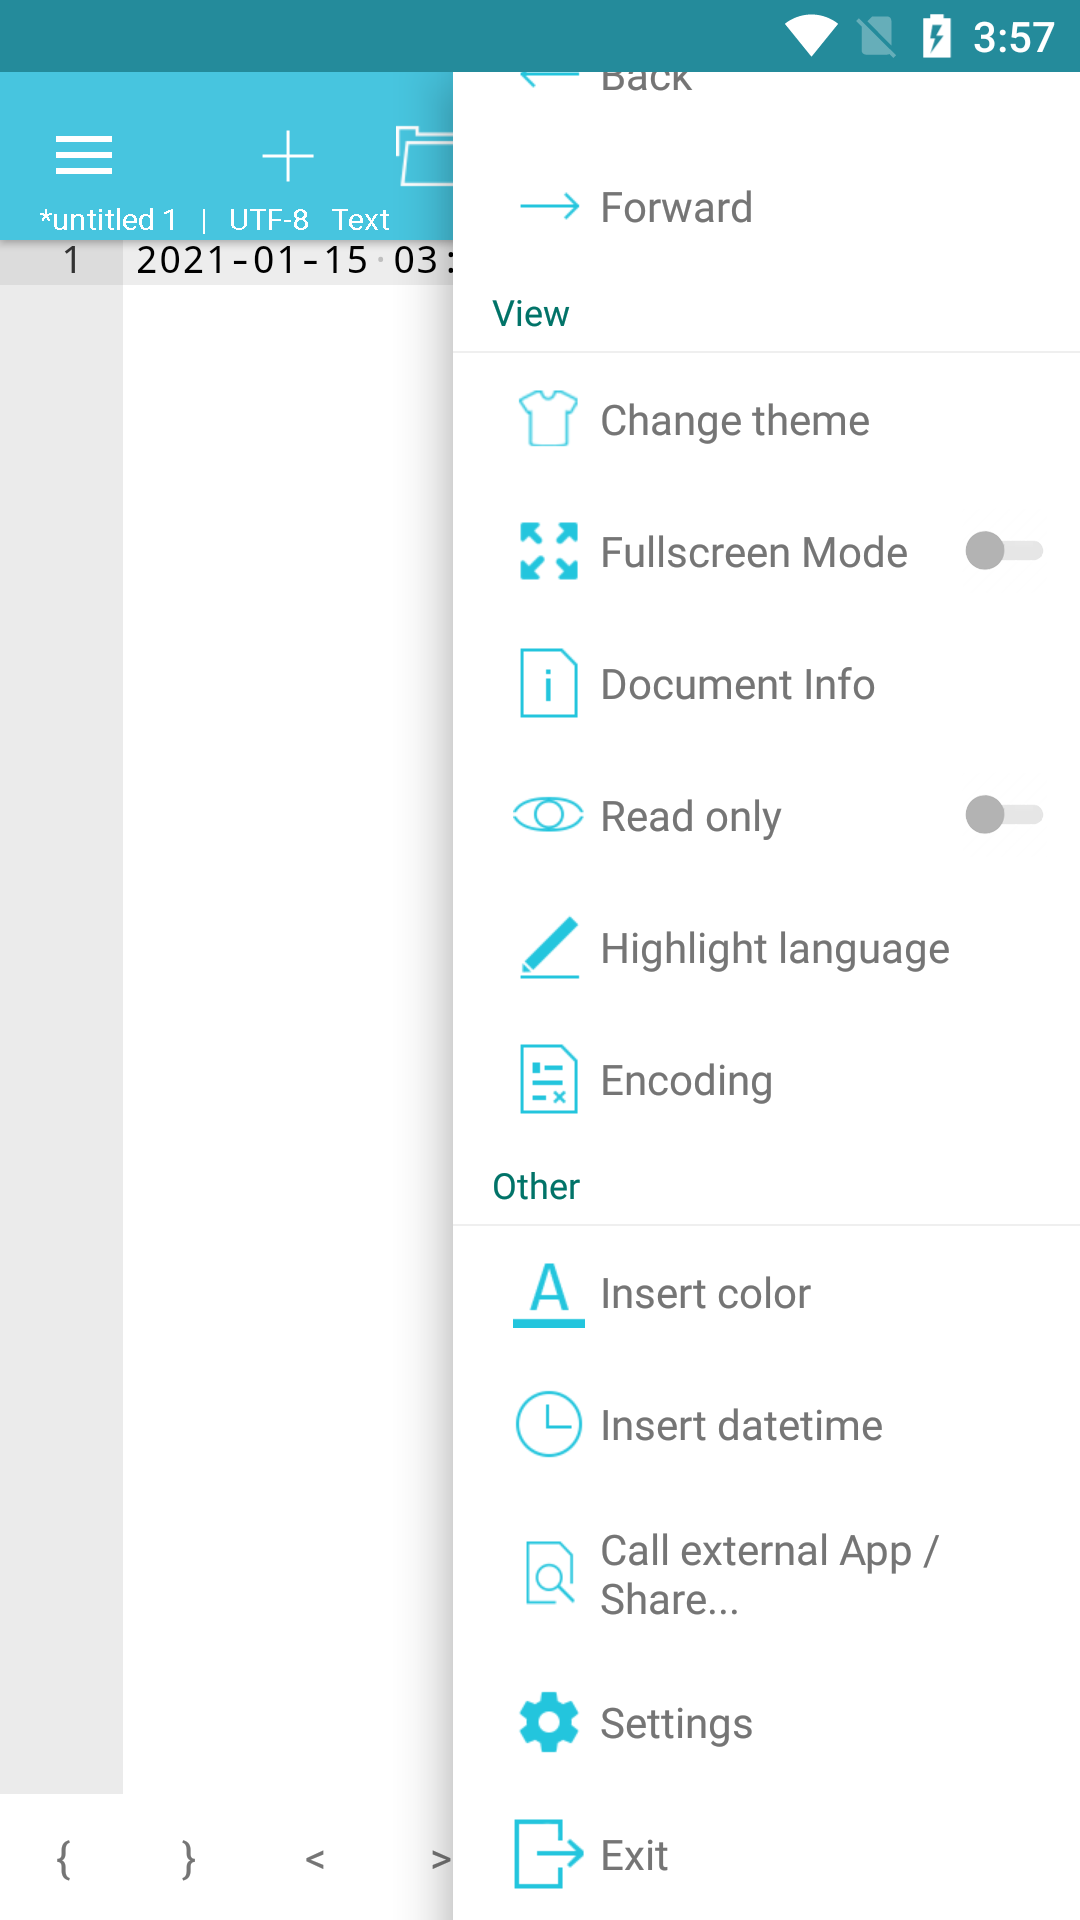 3:57
Back
Forward
*untitled 1 | UTF-8 Text
1 2021-01-15 03:
View
Change theme
Fullscreen Mode
Document Info
Read only
Highlight language
Encoding
Other
Insert color
Insert datetime
Call external App /
Share...
Settings
Exit
{ } < >